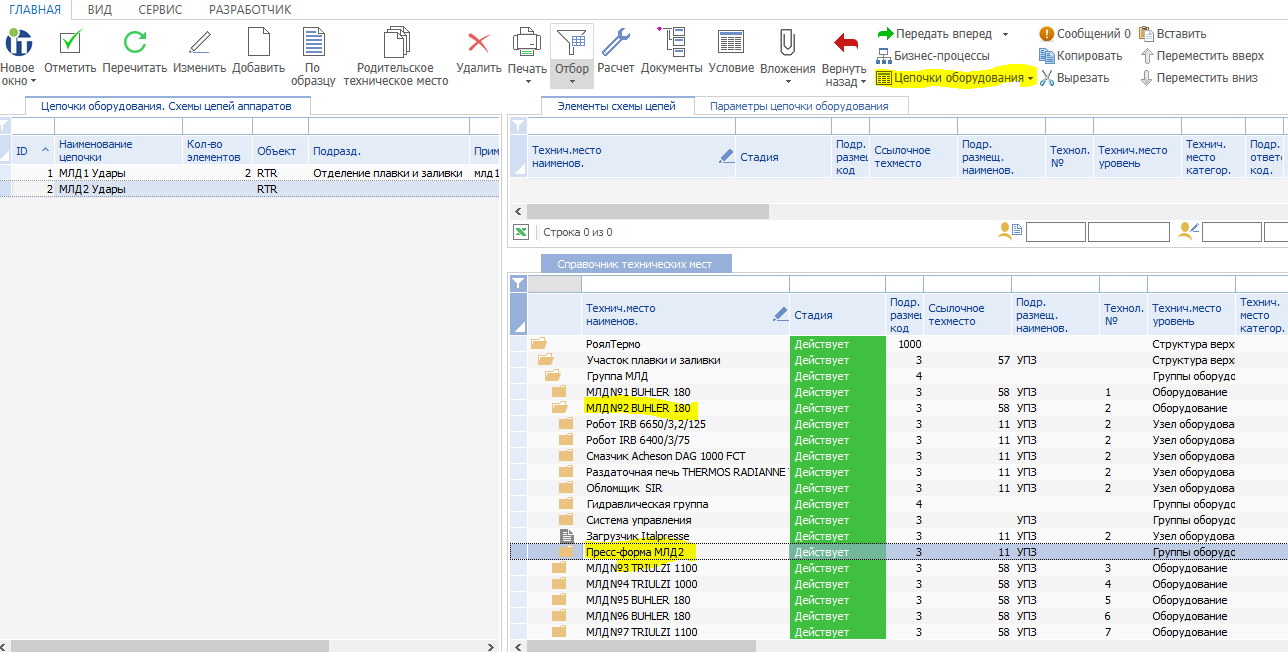 ГЛАВНАЯ ВИД СЕРВИС РАЗРАБОТЧИК
Новое окно
Отметить
Перечитать
Изменить
Добавить
По образцу
Родительское техническое место
Удалить
Печать
Отбор
Расчет
Документы
Условие
Вложения
Вернуть назад
Передать вперед
Бизнес-процессы
Цепочки оборудования
Сообщений 0
Копировать
Вырезать
Вставить
Переместить вверх
Переместить вниз
Цепочки оборудования. Схемы цепей аппаратов
ID Наименование цепочки Кол-во элементов Объект Подразд. Прим
1 МЛД1 Удары 2 RTR Отделение плавки и заливки млд1
2 МЛД2 Удары RTR
Элементы схемы цепей Параметры цепочки оборудования
Технич.место наименов. Стадия Подр. размещ код Ссылочное техместо Подр. размещ. наименов. Технол. № Технич.место уровень Технич. место категор. Подр. ответс код.
Строка 0 из 0
Справочник технических мест
Технич.место наименов. Стадия Подр. размещ код Ссылочное техместо Подр. размещ. наименов. Технол. № Технич.место уровень Технич. место категор.
РоялТермо Действует 1000 Структура верх
Участок плавки и заливки Действует 3 57 УПЗ Структура верх
Группа МЛД Действует 4 Группы оборудо
МЛД№1 BUHLER 180 Действует 3 58 УПЗ 1 Оборудование
МЛД№2 BUHLER 180 Действует 3 58 УПЗ 2 Оборудование
Робот IRB 6650/3,2/125 Действует 3 11 УПЗ 2 Узел оборудова
Робот IRB 6400/3/75 Действует 3 11 УПЗ 2 Узел оборудова
Смазчик Acheson DAG 1000 FCT Действует 3 11 УПЗ 2 Узел оборудова
Раздаточная печь THERMOS RADIANNE Действует 3 11 УПЗ 2 Узел оборудова
Обломщик SIR Действует 3 11 УПЗ 2 Узел оборудова
Гидравлическая группа Действует 4 Группы оборудо
Система управления Действует 3 УПЗ Группы оборудо
Загрузчик Italpresse Действует 3 11 УПЗ 2 Узел оборудова
Пресс-форма МЛД2 Действует 3 11 УПЗ Группы оборудо
МЛД№3 TRIULZI 1100 Действует 3 58 УПЗ 3 Оборудование
МЛД№4 TRIULZI 1000 Действует 3 58 УПЗ 4 Оборудование
МЛД№5 BUHLER 180 Действует 3 58 УПЗ 5 Оборудование
МЛД№6 BUHLER 180 Действует 3 58 УПЗ 6 Оборудование
МЛД№7 TRIULZI 1100 Действует 3 58 УПЗ 7 Оборудование